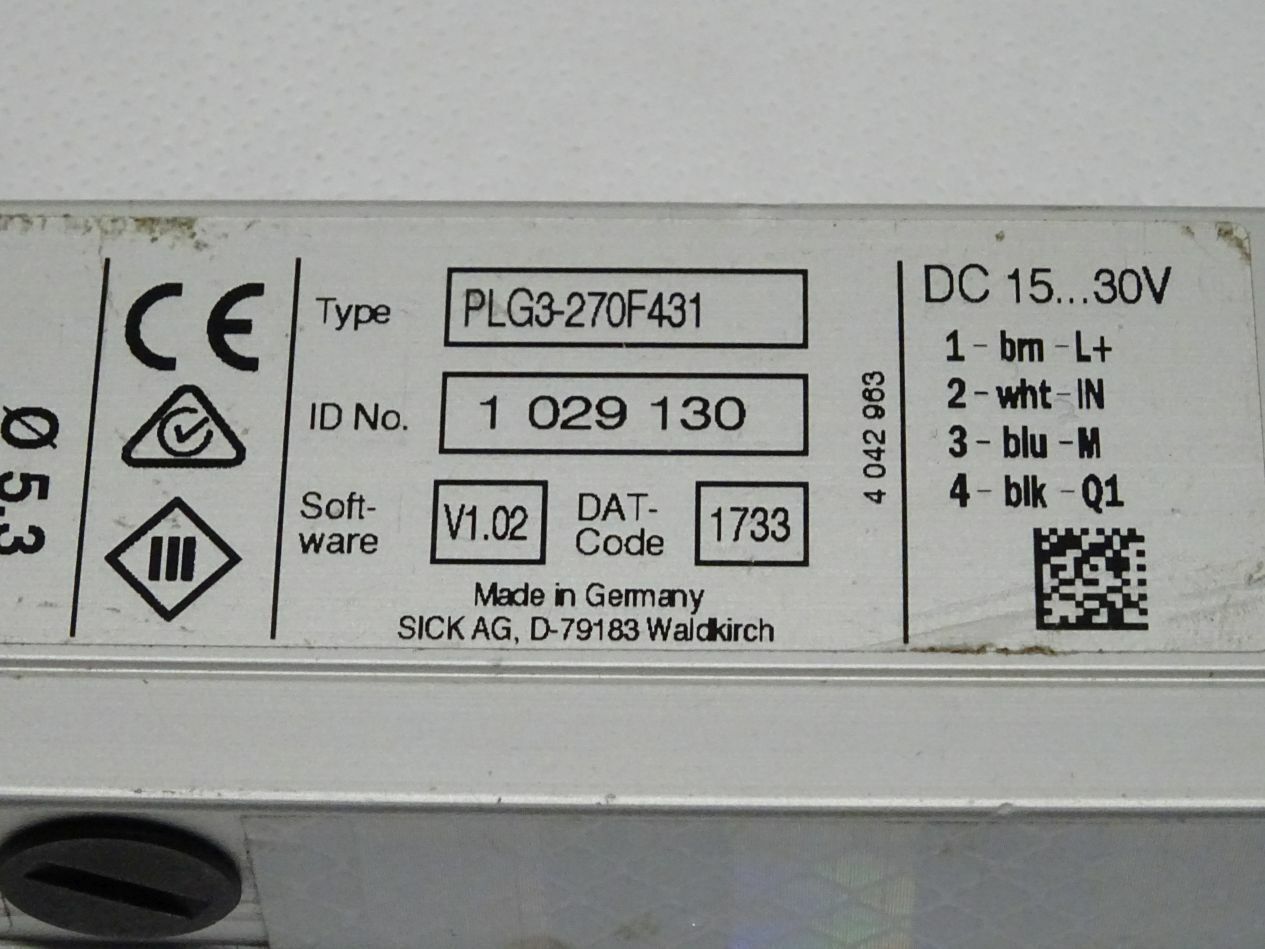 Ø 5.3
CE
III
Type PLG3-270F431
ID No. 1 029 130
Soft-
ware V1.02 DAT-
Code 1733
Made in Germany
SICK AG, D-79183 Waldkirch
4 042 963
DC 15...30V
1 - brn - L+
2 - wht - IN
3 - blu - M
4 - blk - Q1